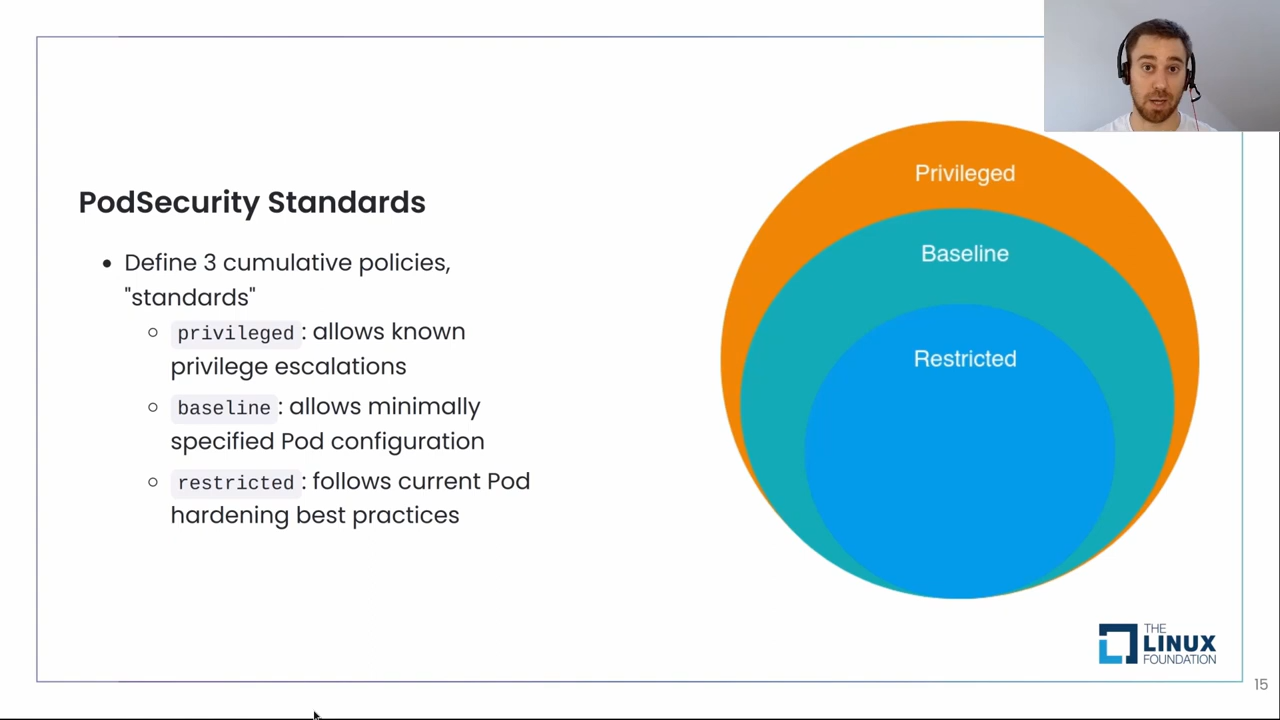 PodSecurity Standards
• Define 3 cumulative policies,
"standards"
○ privileged: allows known
privilege escalations
○ baseline: allows minimally
specified Pod configuration
○ restricted: follows current Pod
hardening best practices
Privileged
Baseline
Restricted
THE
LINUX
FOUNDATION
15